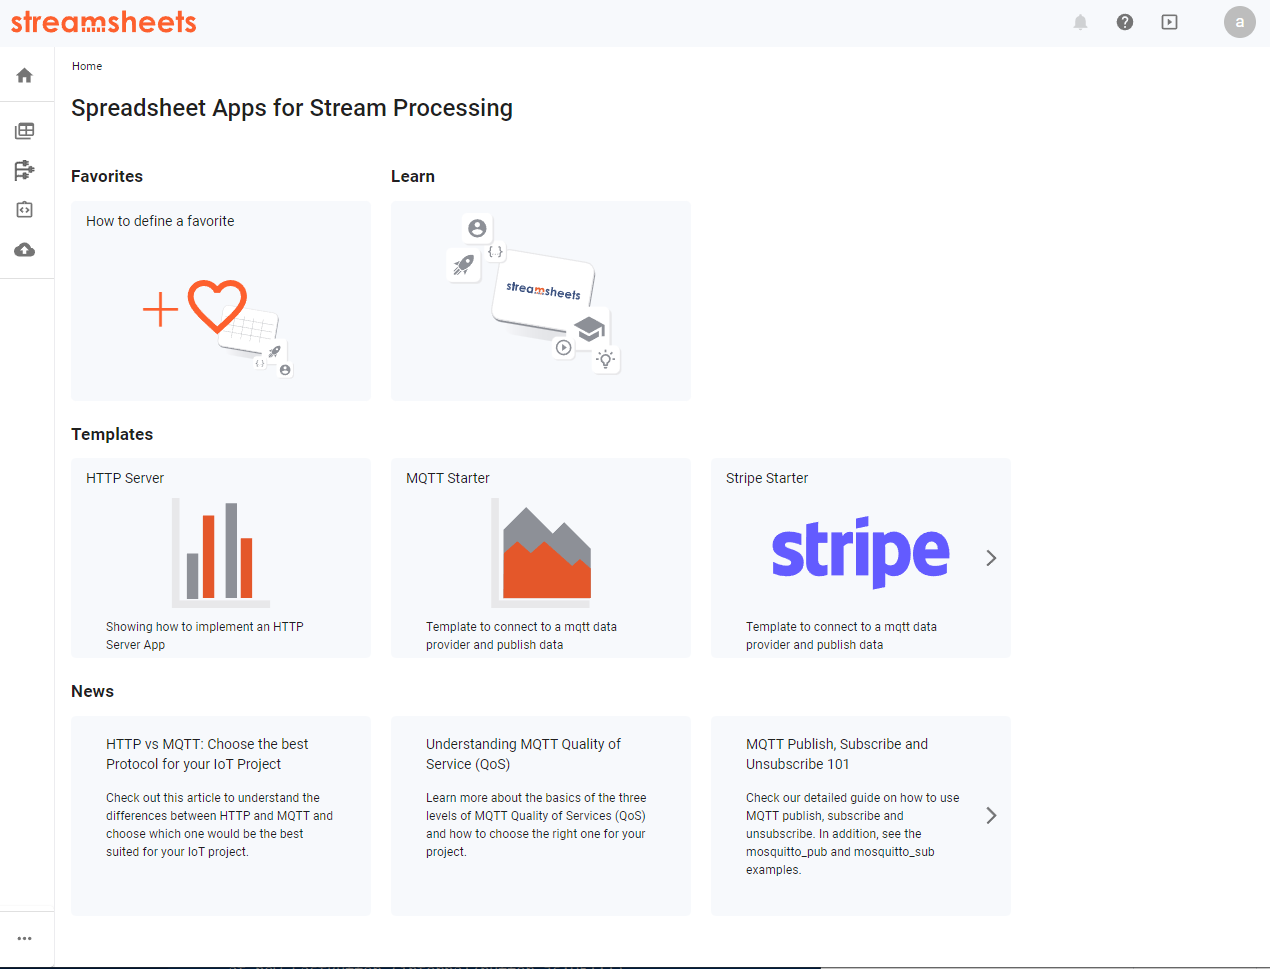 streamsheets
a
Home
Spreadsheet Apps for Stream Processing
Favorites
Learn
How to define a favorite
streamsheets
Templates
HTTP Server
MQTT Starter
Stripe Starter
stripe
Showing how to implement an HTTP
Server App
Template to connect to a mqtt data
provider and publish data
Template to connect to a mqtt data
provider and publish data
News
HTTP vs MQTT: Choose the best
Protocol for your IoT Project
Check out this article to understand the
differences between HTTP and MQTT and
choose which one would be the best
suited for your IoT project.
Understanding MQTT Quality of
Service (QoS)
Learn more about the basics of the three
levels of MQTT Quality of Services (QoS)
and how to choose the right one for your
project.
MQTT Publish, Subscribe and
Unsubscribe 101
Check our detailed guide on how to use
MQTT publish, subscribe and
unsubscribe. In addition, see the
mosquitto_pub and mosquitto_sub
examples.